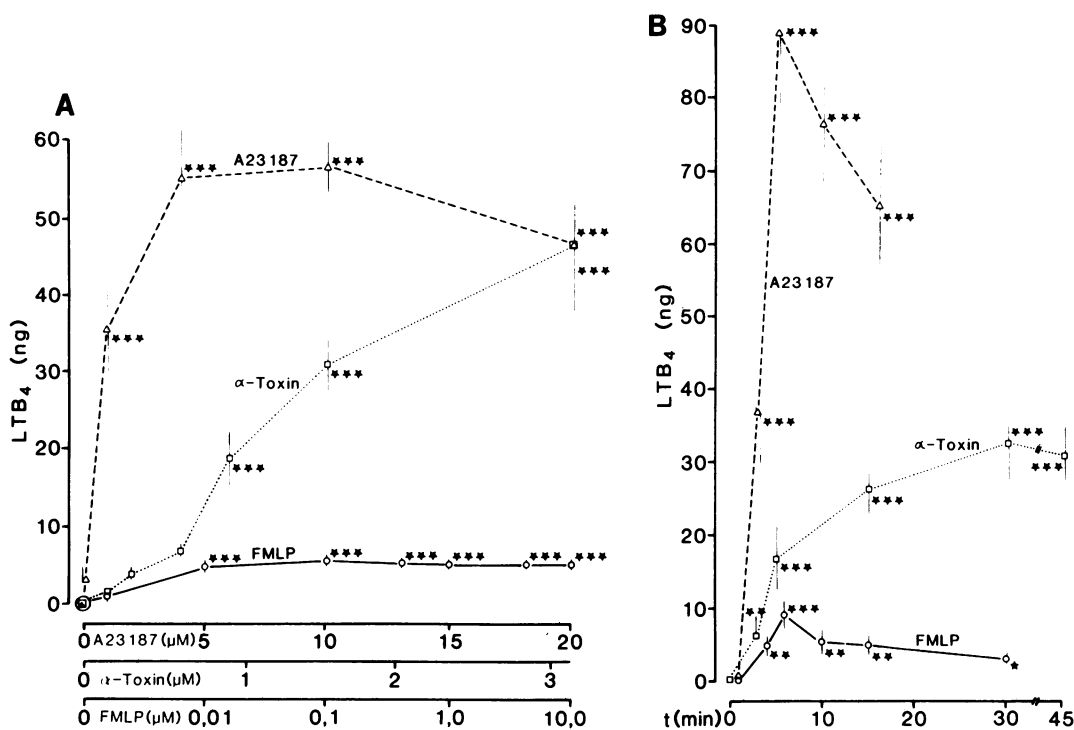 A
60
50
40
30
20
10
0
LTB4 (ng)
A23187
α-Toxin
FMLP
0 A23187(μM) 5 10 15 20
0 α-Toxin(μM) 1 2 3
0 FMLP(μM) 0,01 0,1 1,0 10,0
B
90
80
70
60
50
40
30
20
10
0
LTB4 (ng)
A23187
α-Toxin
FMLP
t(min) 0 10 20 30 45